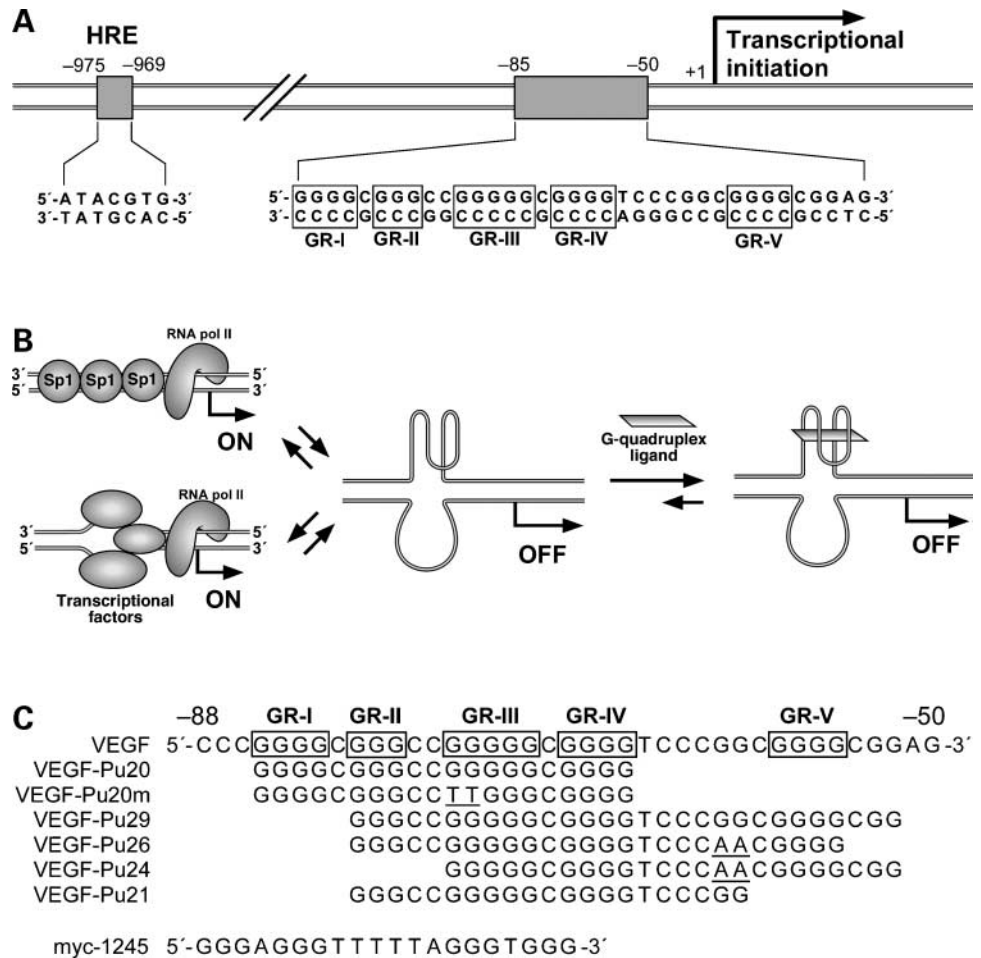 A
HRE
–975 –969
–85 –50
+1
Transcriptional
initiation
5´-ATACGTG-3´
3´-TATGCAC-5´
5´-GGGGCGGGCCGGGGGCGGGGTCCCGGCGGGGCGGAG-3´
3´-CCCCGCCCGGCCCCCGCCCCAGGGCCGCCCCGCCTC-5´
GR-I GR-II GR-III GR-IV GR-V
B
RNA pol II
3´ Sp1 Sp1 Sp1 5´
5´ 3´
ON
G-quadruplex
ligand
RNA pol II
3´ 5´
5´ 3´
OFF OFF
ON
Transcriptional
factors
C
–88 GR-I GR-II GR-III GR-IV GR-V –50
VEGF 5´-CCCGGGGCGGGCCGGGGGCGGGGTCCCGGCGGGGCGGAG-3´
VEGF-Pu20 GGGGCGGGCCGGGGGCGGGG
VEGF-Pu20m GGGGCGGGCCTTGGGCGGGG
VEGF-Pu29 GGGCCGGGGGCGGGGTCCCGGCGGGGCGG
VEGF-Pu26 GGGCCGGGGGCGGGGTCCCAACGGGG
VEGF-Pu24 GGGGGCGGGGTCCCAACGGGGCGG
VEGF-Pu21 GGGCCGGGGGCGGGGTCCCGG
myc-1245 5´-GGGAGGGTTTTTAGGGTGGG-3´